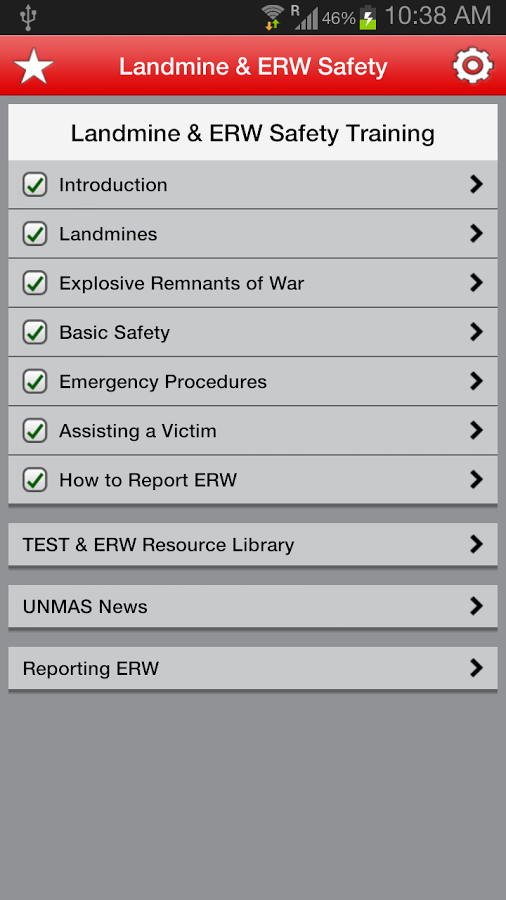 R 46% 10:38 AM
Landmine & ERW Safety
Landmine & ERW Safety Training
Introduction
Landmines
Explosive Remnants of War
Basic Safety
Emergency Procedures
Assisting a Victim
How to Report ERW
TEST & ERW Resource Library
UNMAS News
Reporting ERW